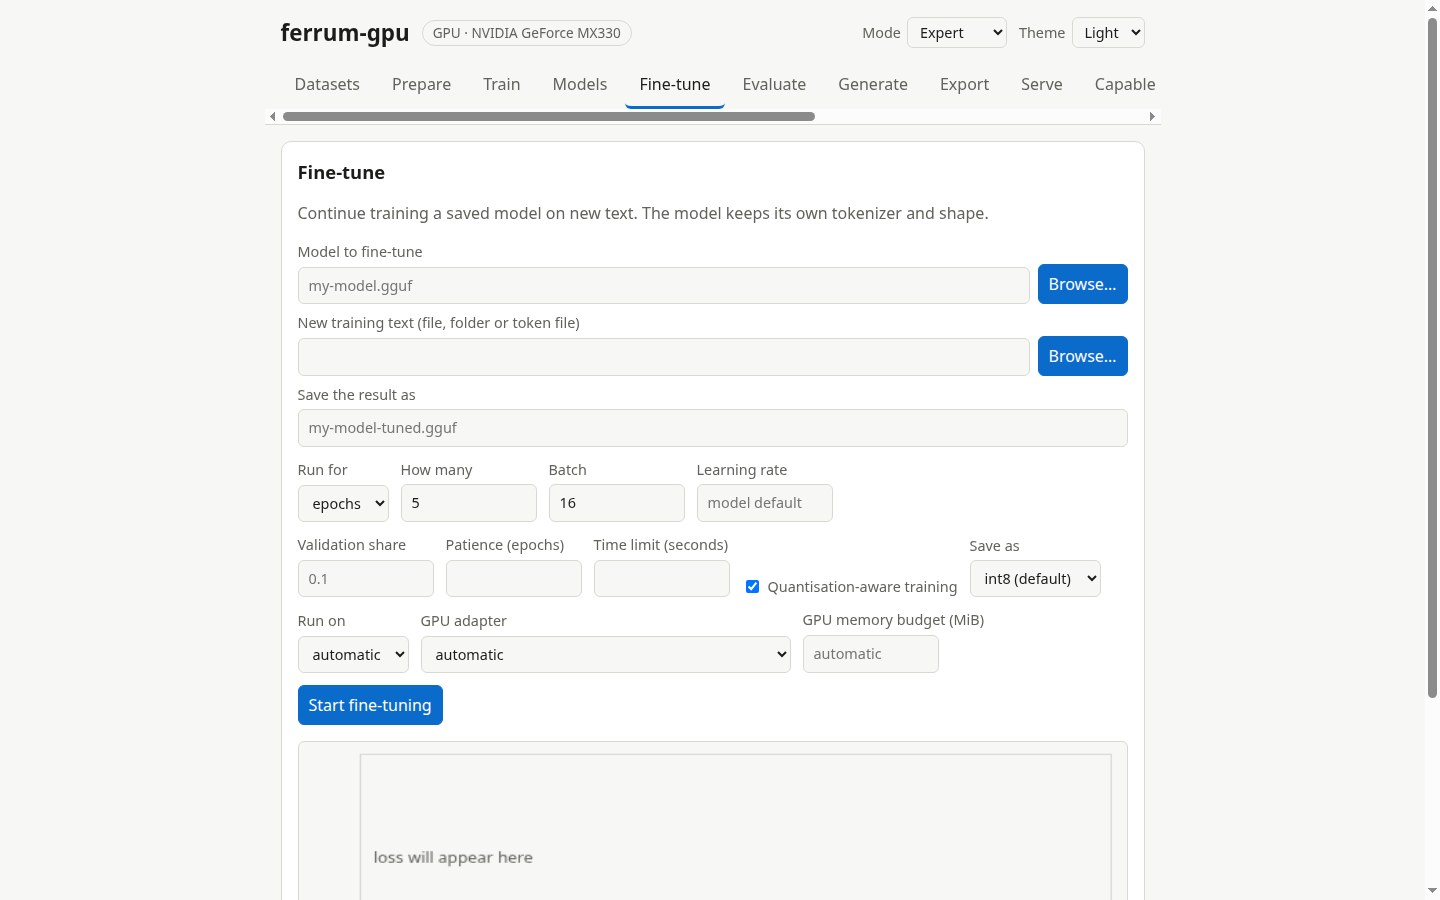 ferrum-gpu GPU · NVIDIA GeForce MX330 Mode Expert Theme Light
Datasets Prepare Train Models Fine-tune Evaluate Generate Export Serve Capable
Fine-tune
Continue training a saved model on new text. The model keeps its own tokenizer and shape.
Model to fine-tune
my-model.gguf Browse...
New training text (file, folder or token file)
Browse...
Save the result as
my-model-tuned.gguf
Run for How many Batch Learning rate
epochs 5 16 model default
Validation share Patience (epochs) Time limit (seconds) Save as
0.1 Quantisation-aware training int8 (default)
Run on GPU adapter GPU memory budget (MiB)
automatic automatic automatic
Start fine-tuning
loss will appear here